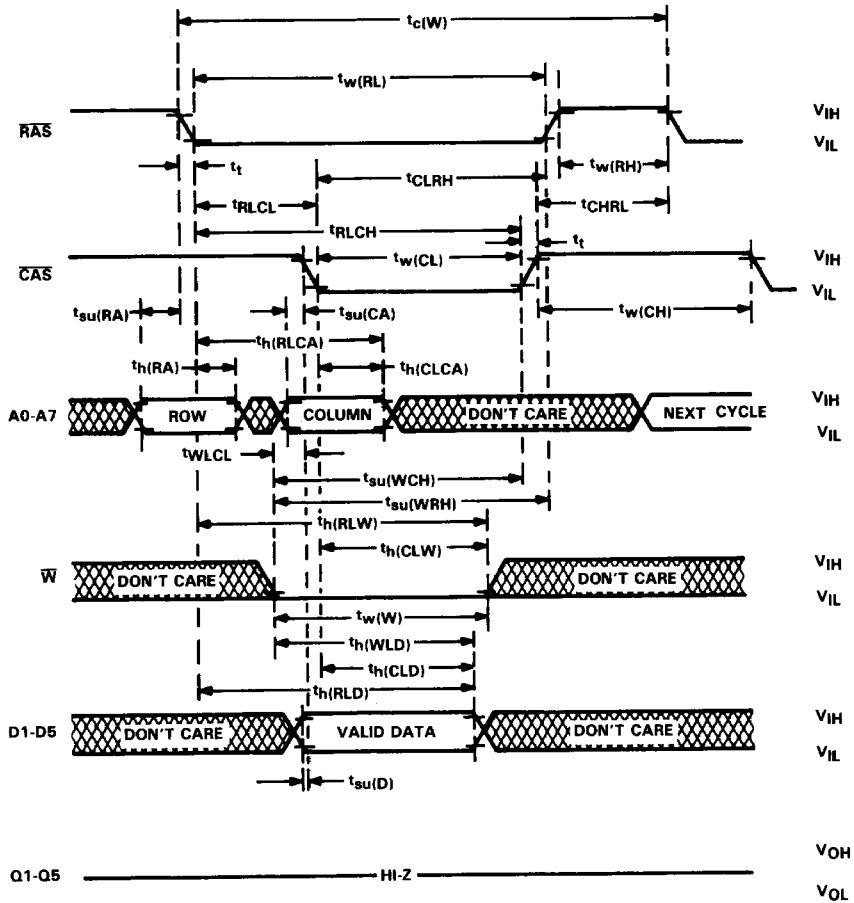 tc(W)
tw(RL)
RAS
VIH
VIL
tt
tCLRH
tw(RH)
tRLCL
tCHRL
tRLCH
tt
CAS
tw(CL)
VIH
VIL
tsu(RA)
tsu(CA)
tw(CH)
th(RLCA)
th(RA)
th(CLCA)
A0-A7
ROW
COLUMN
DON'T CARE
NEXT CYCLE
VIH
VIL
tWLCL
tsu(WCH)
tsu(WRH)
th(RLW)
th(CLW)
W
DON'T CARE
DON'T CARE
VIH
VIL
tw(W)
th(WLD)
th(CLD)
th(RLD)
D1-D5
DON'T CARE
VALID DATA
DON'T CARE
VIH
VIL
tsu(D)
VOH
Q1-Q5
HI-Z
VOL